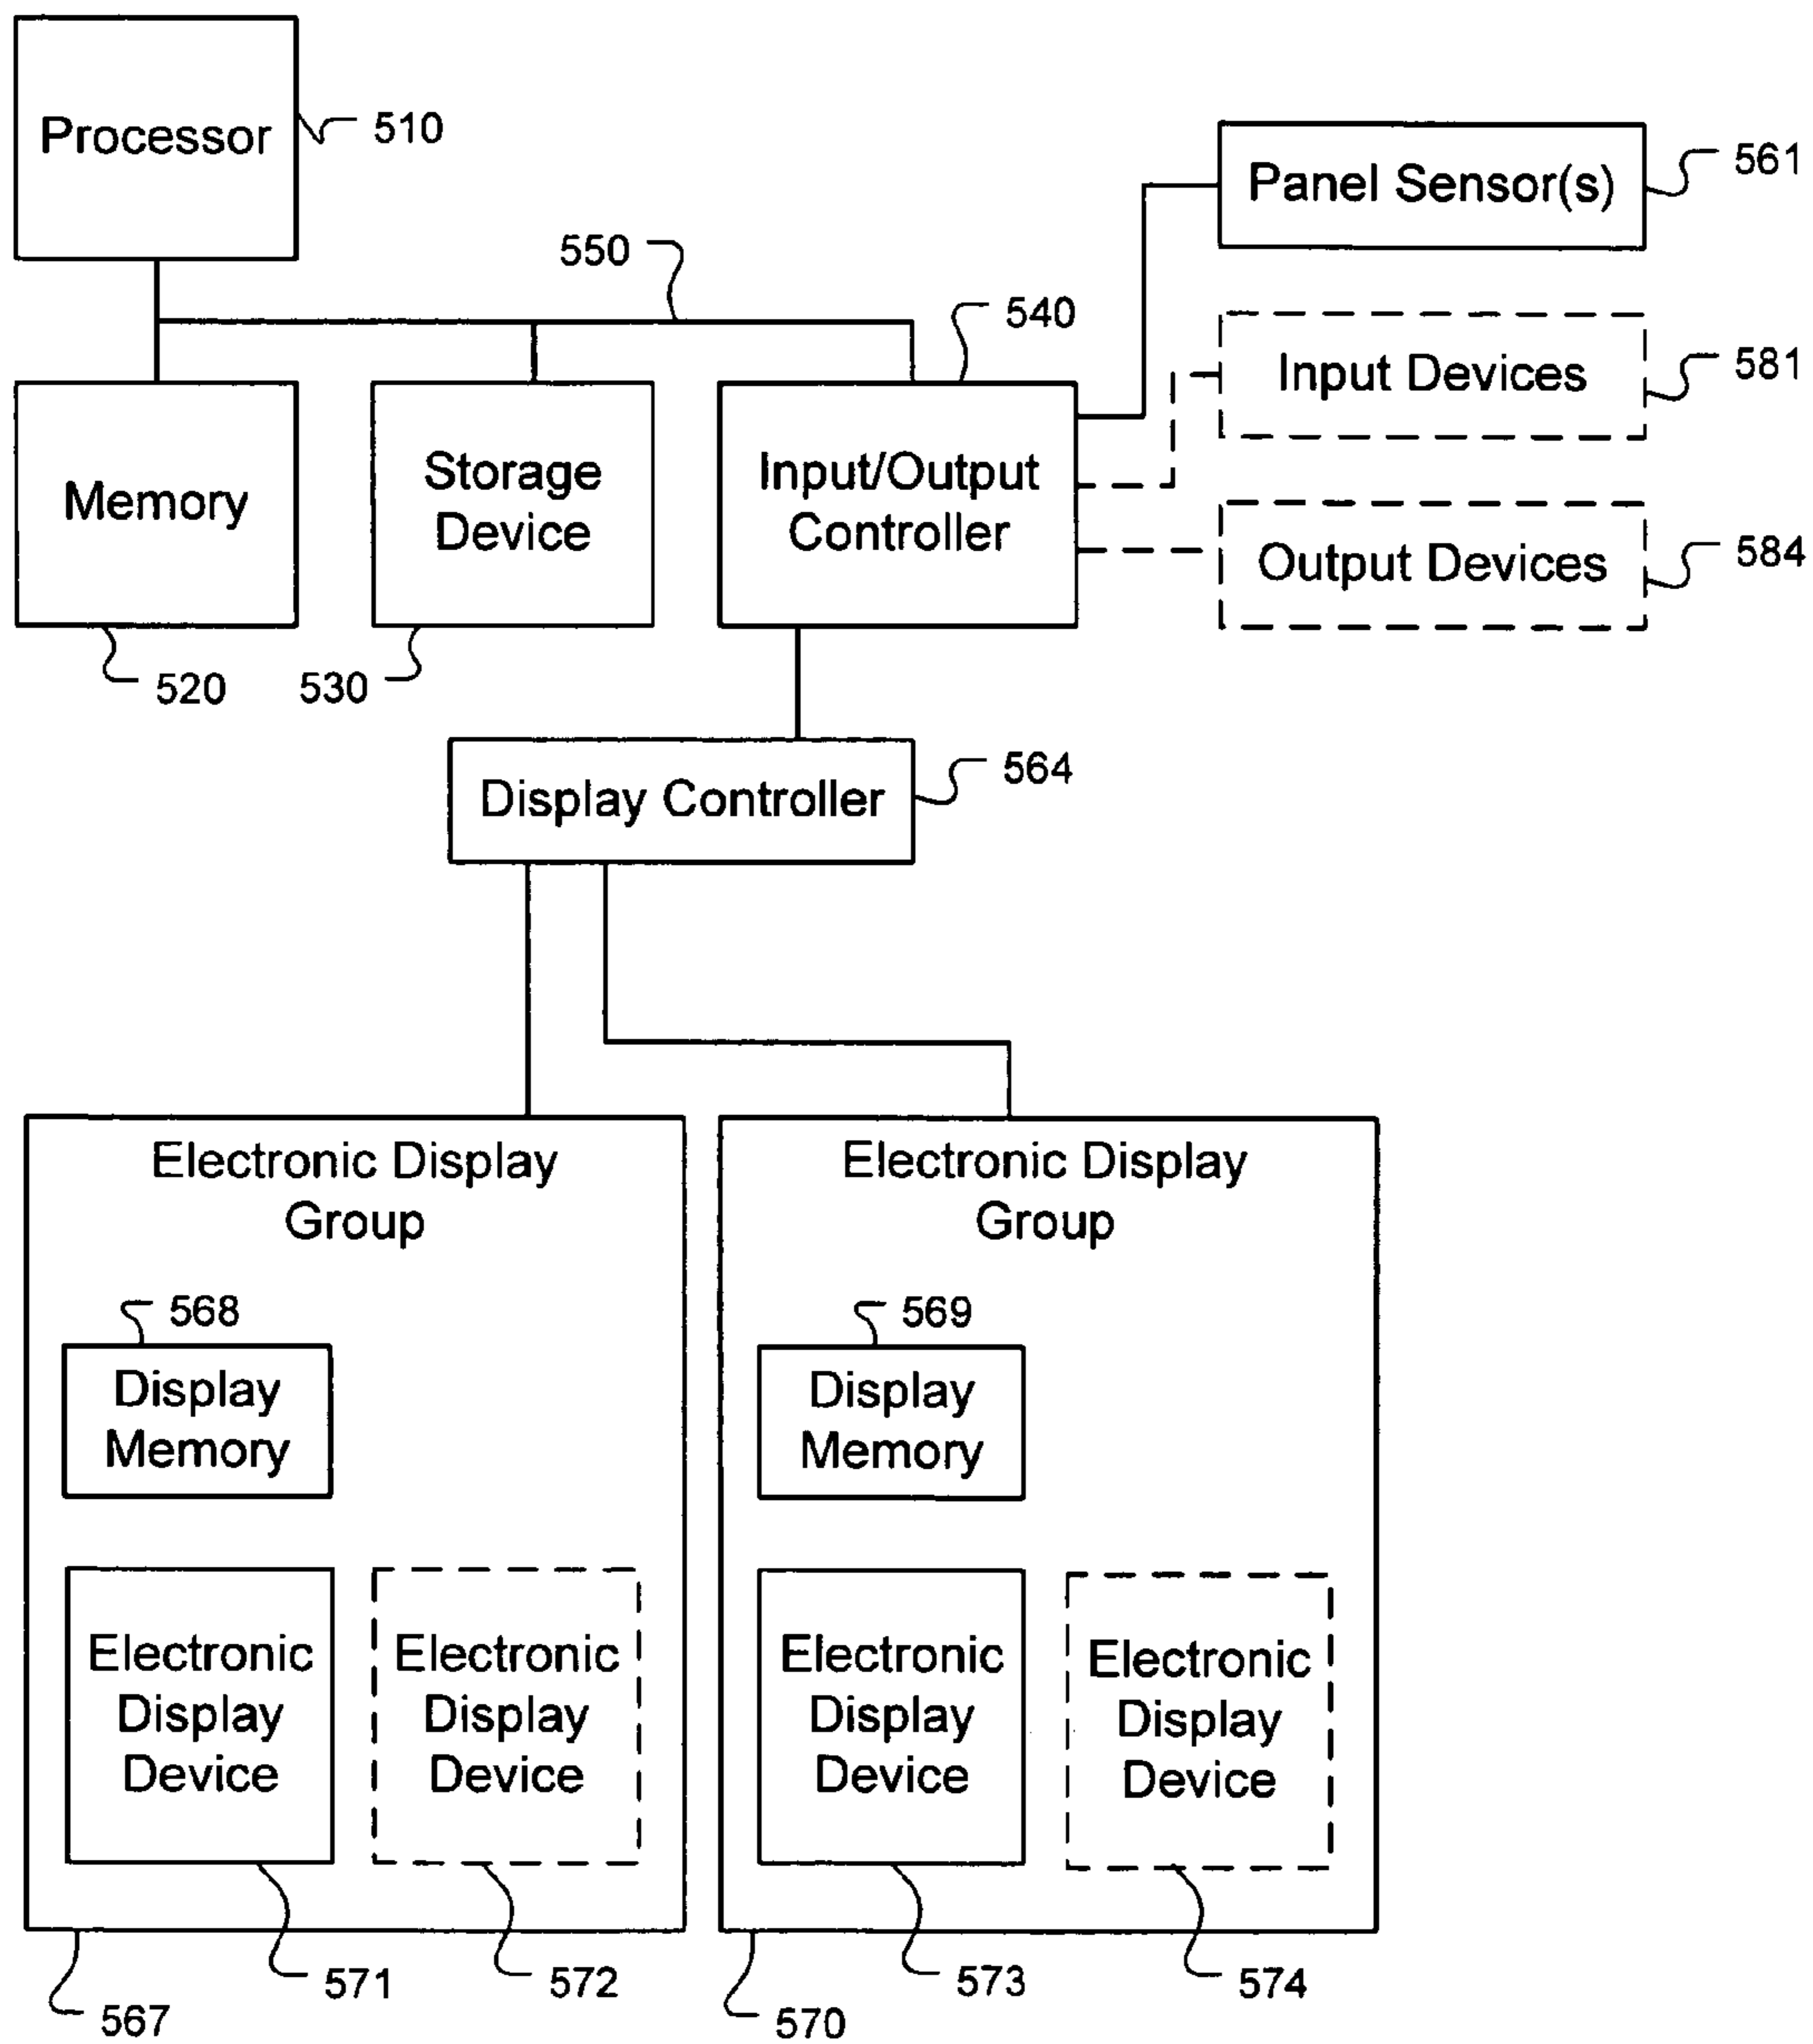 Processor
510
Panel Sensor(s)
561
550
540
Input Devices
581
Memory
Storage
Device
Input/Output
Controller
Output Devices
584
520
530
Display Controller
564
Electronic Display
Group
568
Display
Memory
Electronic
Display
Device
Electronic
Display
Device
571
572
567
Electronic Display
Group
569
Display
Memory
Electronic
Display
Device
Electronic
Display
Device
573
574
570